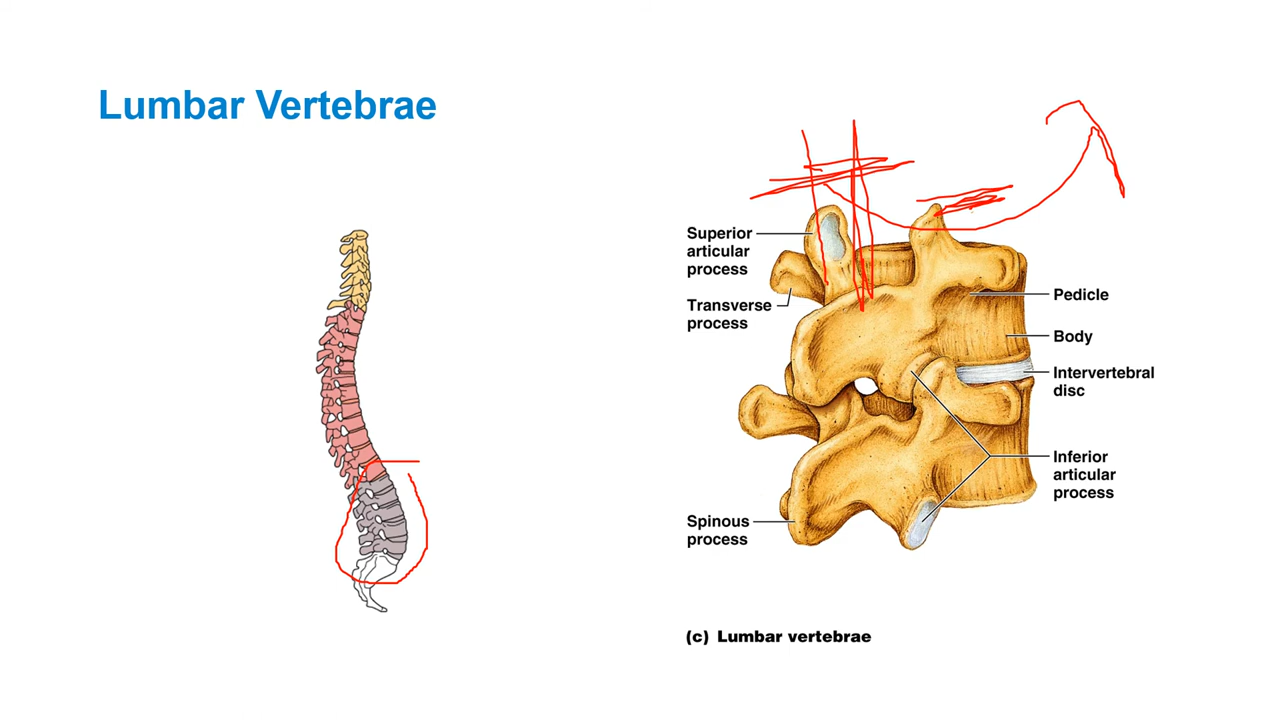 Lumbar Vertebrae
Superior
articular
process
Transverse
process
Spinous
process
Pedicle
Body
Intervertebral
disc
Inferior
articular
process
(c) Lumbar vertebrae